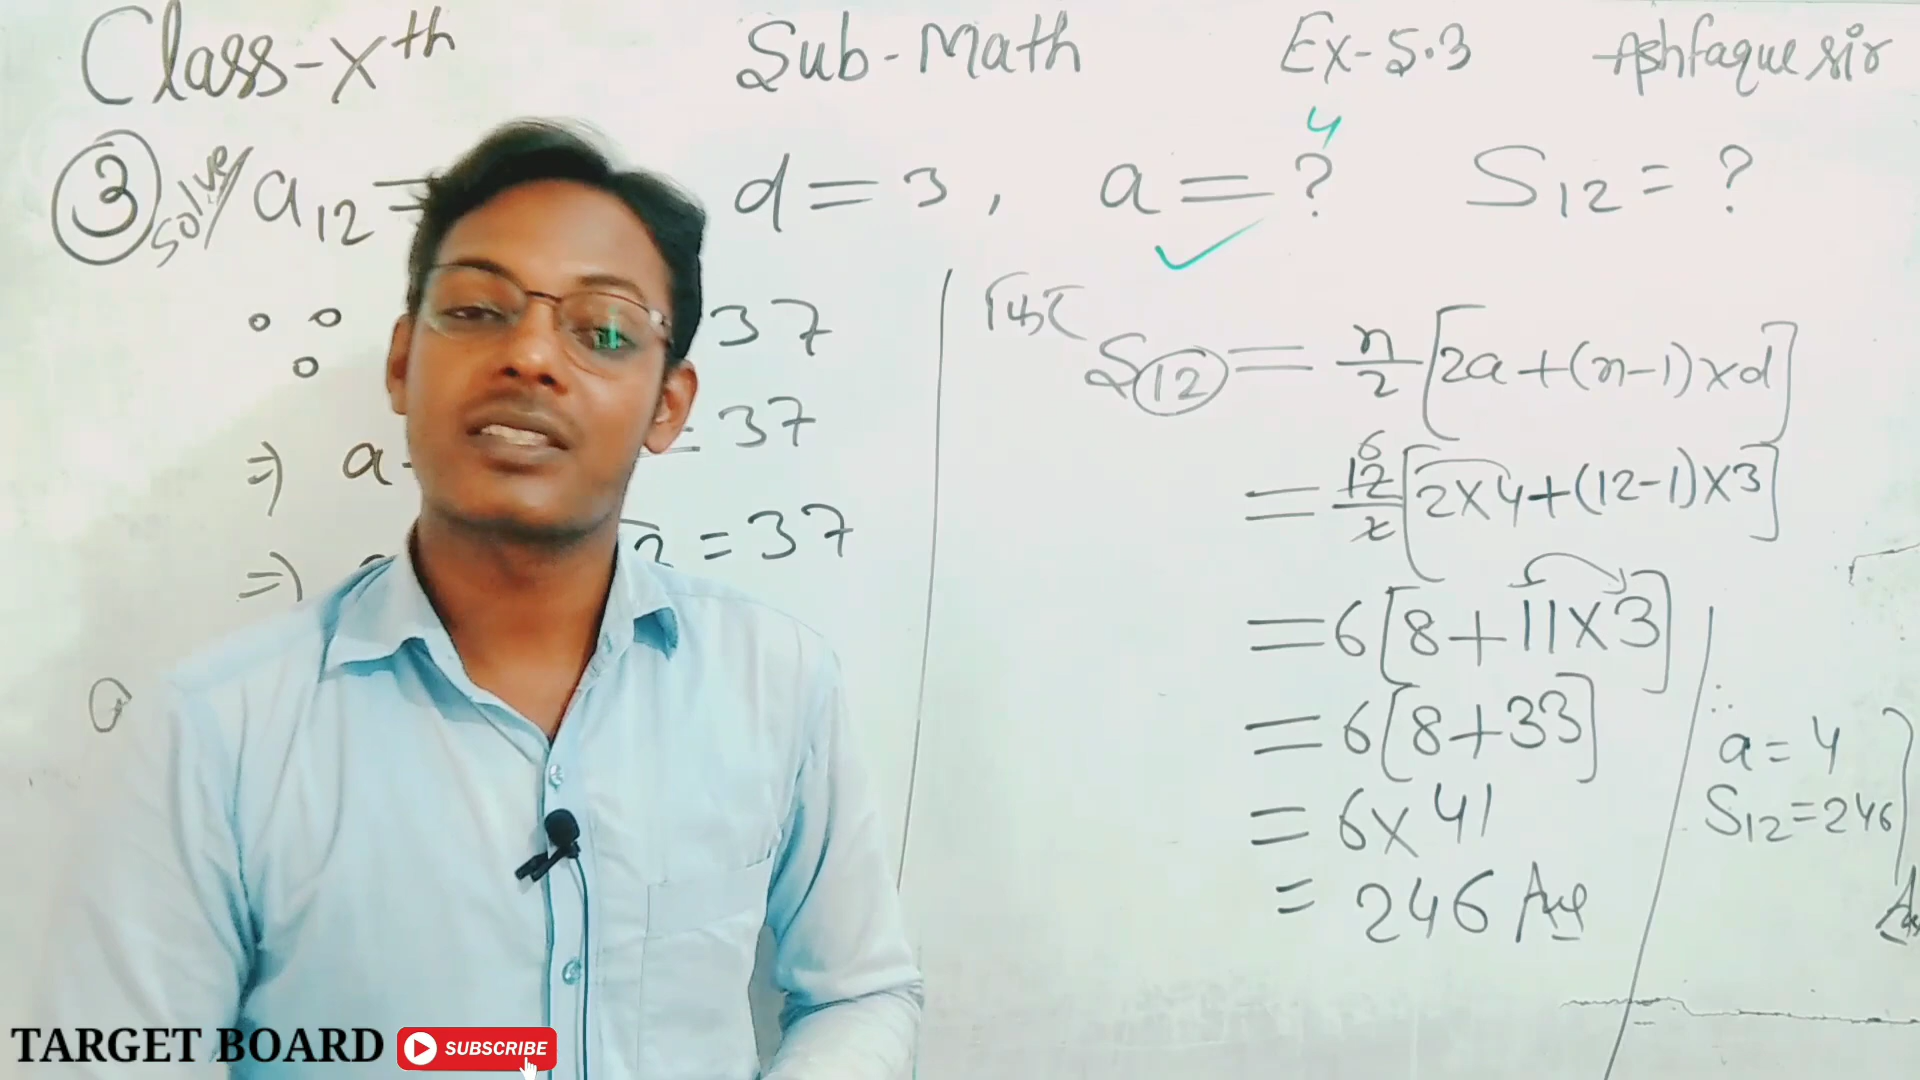 Class-Xth Sub-Math Ex-5.3 Ashfaque sir
③ solve/ a12 = d = 3 , a = ? 4 S12 = ?
37
⇒ a = 37
⇒ 2 = 37
a
S12 = n/2 [2a+(n-1)×d]
= 12/2 [2×4+(12-1)×3] 6
= 6[8+11×3]
= 6[8+33]
= 6×41
= 246 Ans
∴
a = 4
S12 = 246
Ans
TARGET BOARD SUBSCRIBE